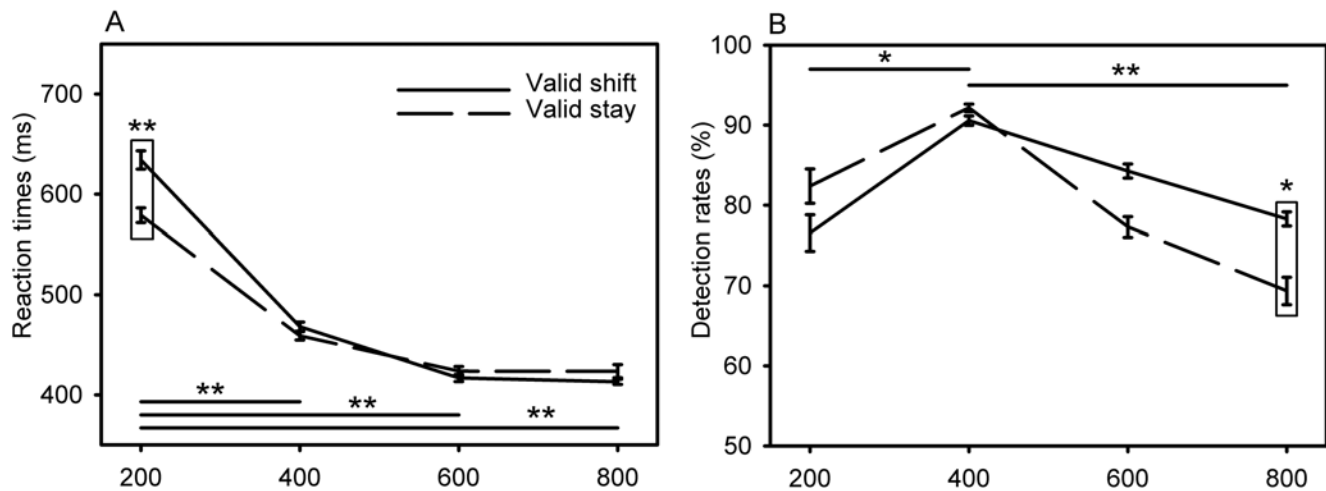 A
Reaction times (ms)
700
600
500
400
Valid shift
Valid stay
**
**
**
**
200 400 600 800
B
Detection rates (%)
100
90
80
70
60
50
*
**
*
200 400 600 800